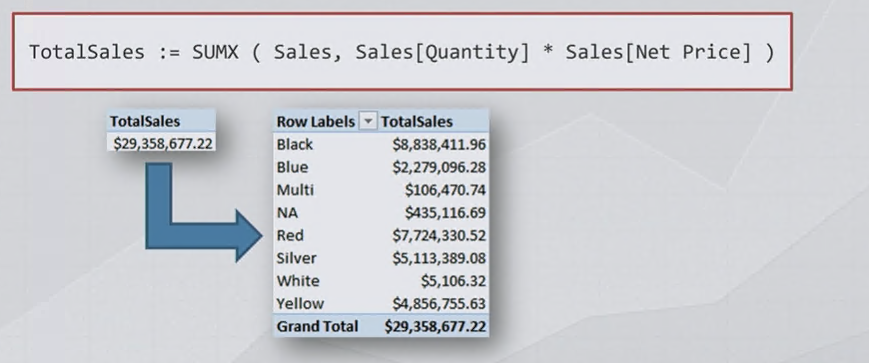 TotalSales := SUMX ( Sales, Sales[Quantity] * Sales[Net Price] )
TotalSales
$29,358,677.22
Row Labels TotalSales
Black $8,838,411.96
Blue $2,279,096.28
Multi $106,470.74
NA $435,116.69
Red $7,724,330.52
Silver $5,113,389.08
White $5,106.32
Yellow $4,856,755.63
Grand Total $29,358,677.22